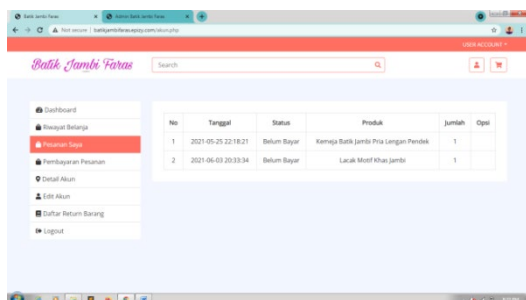 Batik Jambi Faras
Admin Batik Jambi Faras
Not secure | batikjambifaras.epizy.com/akun.php
USER ACCOUNT
Batik Jambi Faras
Search
Dashboard
Riwayat Belanja
Pesanan Saya
Pembayaran Pesanan
Detail Akun
Edit Akun
Daftar Return Barang
Logout
No Tanggal Status Produk Jumlah Opsi
1 2021-05-25 22:18:21 Belum Bayar Kemeja Batik Jambi Pria Lengan Pendek 1
2 2021-06-03 20:33:34 Belum Bayar Lacak Motif Khas Jambi 1